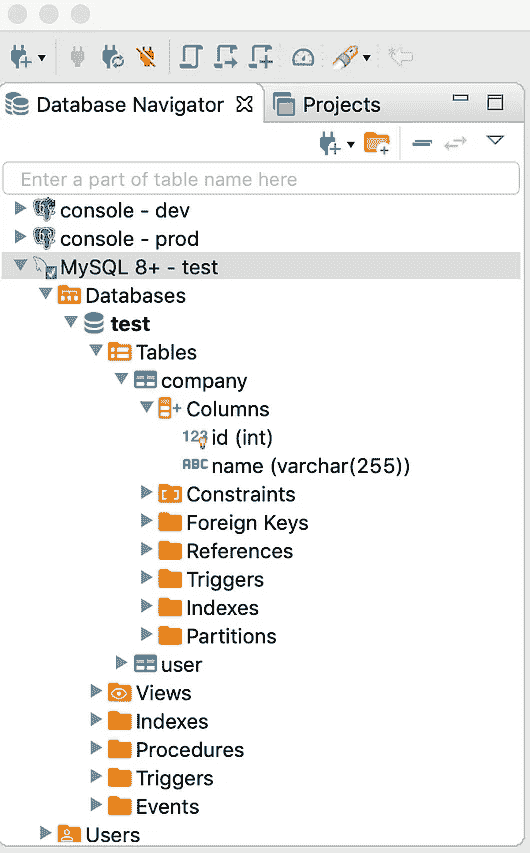 Database Navigator Projects
Enter a part of table name here
console - dev
console - prod
MySQL 8+ - test
Databases
test
Tables
company
Columns
123 id (int)
ABC name (varchar(255))
Constraints
Foreign Keys
References
Triggers
Indexes
Partitions
user
Views
Indexes
Procedures
Triggers
Events
Users